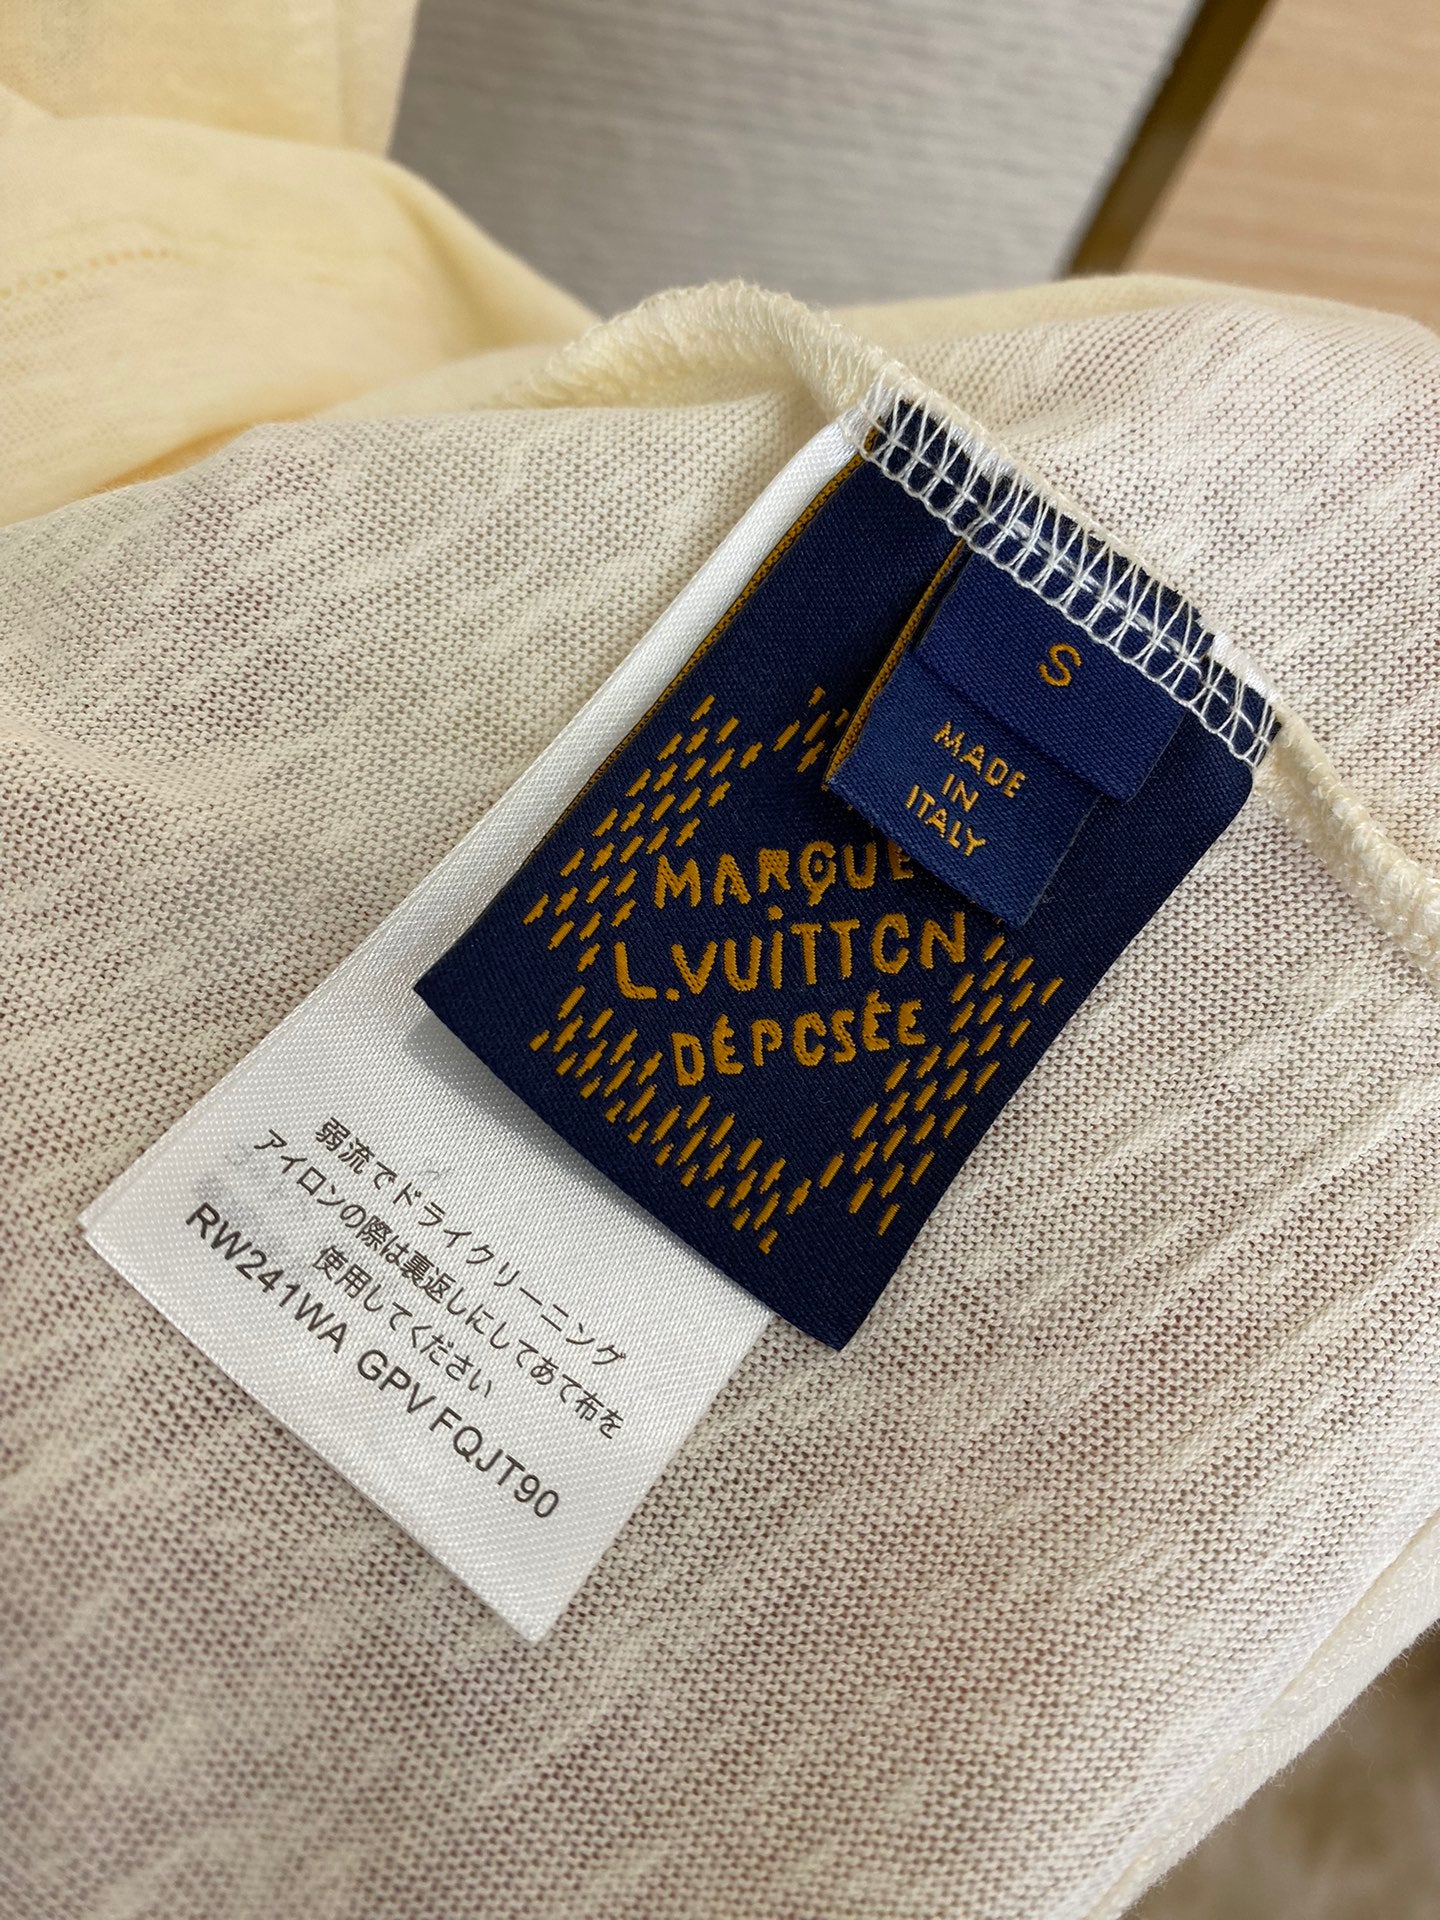 S
MADE
IN
ITALY
MARQUE
L.VUITTON
DÉPOSÉE
弱流でドライクリーニング
アイロンの際は裏返しにしてあて布を
使用してください
RW241WA GPV FQJT90